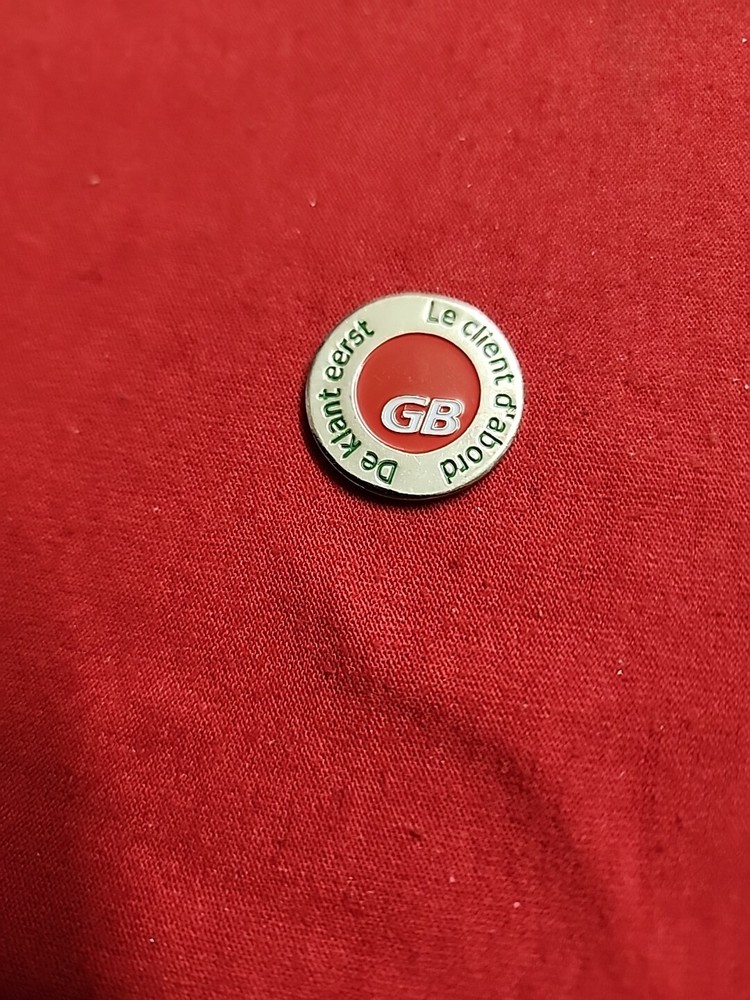 De klant eerst
Le client d'abord
GB